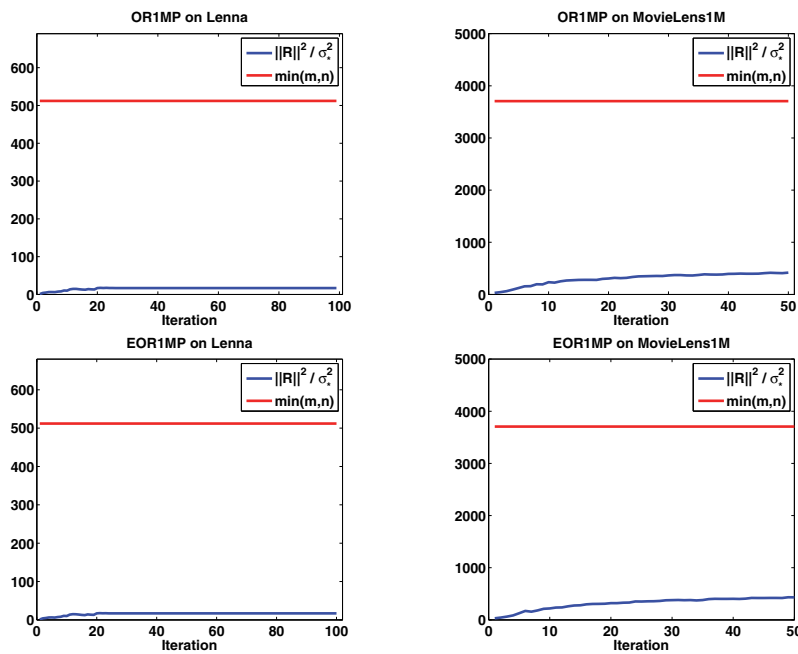 OR1MP on Lenna
||R||² / σ⋆²
min(m,n)
600
500
400
300
200
100
0
0 20 40 60 80 100
Iteration
OR1MP on MovieLens1M
||R||² / σ⋆²
min(m,n)
5000
4000
3000
2000
1000
0
0 10 20 30 40 50
Iteration
EOR1MP on Lenna
||R||² / σ⋆²
min(m,n)
600
500
400
300
200
100
0
0 20 40 60 80 100
Iteration
EOR1MP on MovieLens1M
||R||² / σ⋆²
min(m,n)
5000
4000
3000
2000
1000
0
0 10 20 30 40 50
Iteration